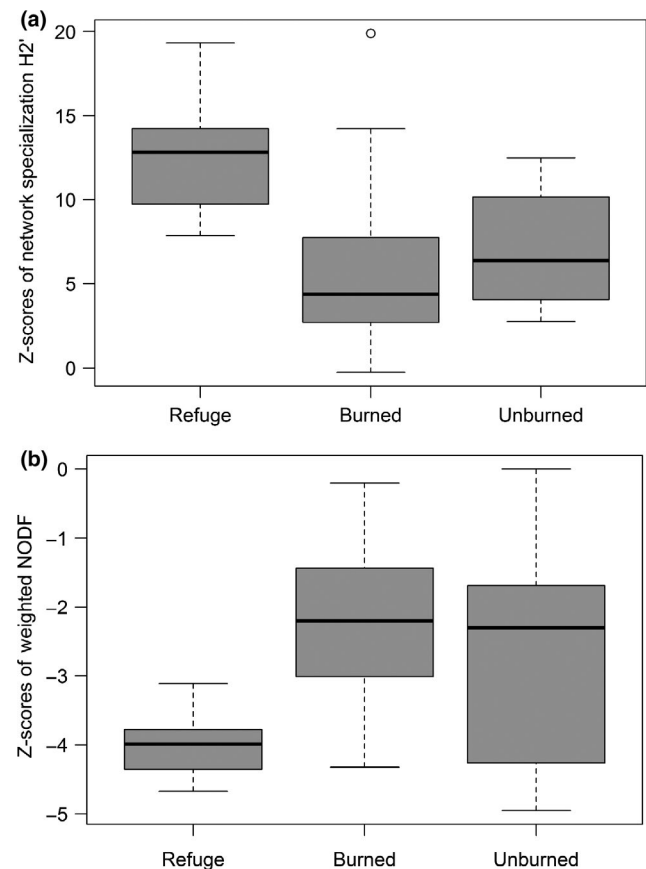 (a)
Z-scores of network specialization H2'
20
15
10
5
0
Refuge Burned Unburned
(b)
Z-scores of weighted NODF
0
−1
−2
−3
−4
−5
Refuge Burned Unburned